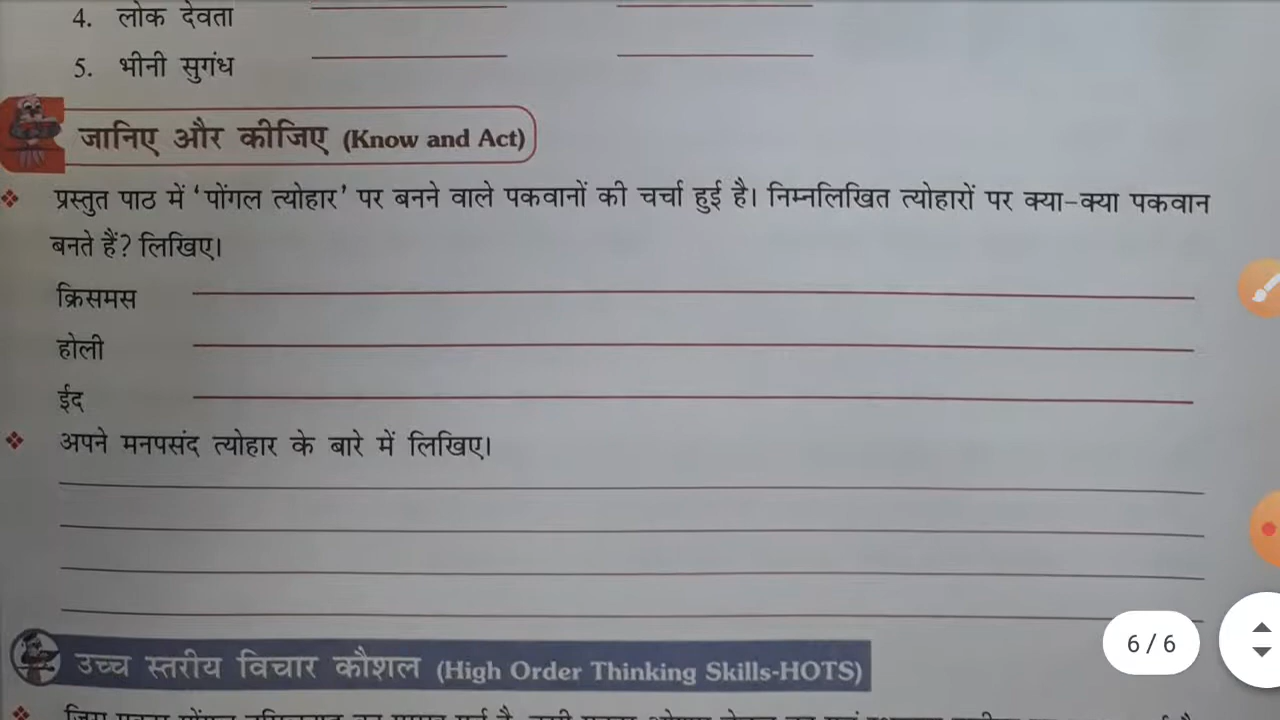 4. लोक देवता
5. भीनी सुगंध
जानिए और कीजिए (Know and Act)
❖ प्रस्तुत पाठ में 'पोंगल त्योहार' पर बनने वाले पकवानों की चर्चा हुई है। निम्नलिखित त्योहारों पर क्या-क्या पकवान
बनते हैं? लिखिए।
क्रिसमस
होली
ईद
❖ अपने मनपसंद त्योहार के बारे में लिखिए।
6 / 6
उच्च स्तरीय विचार कौशल (High Order Thinking Skills-HOTS)